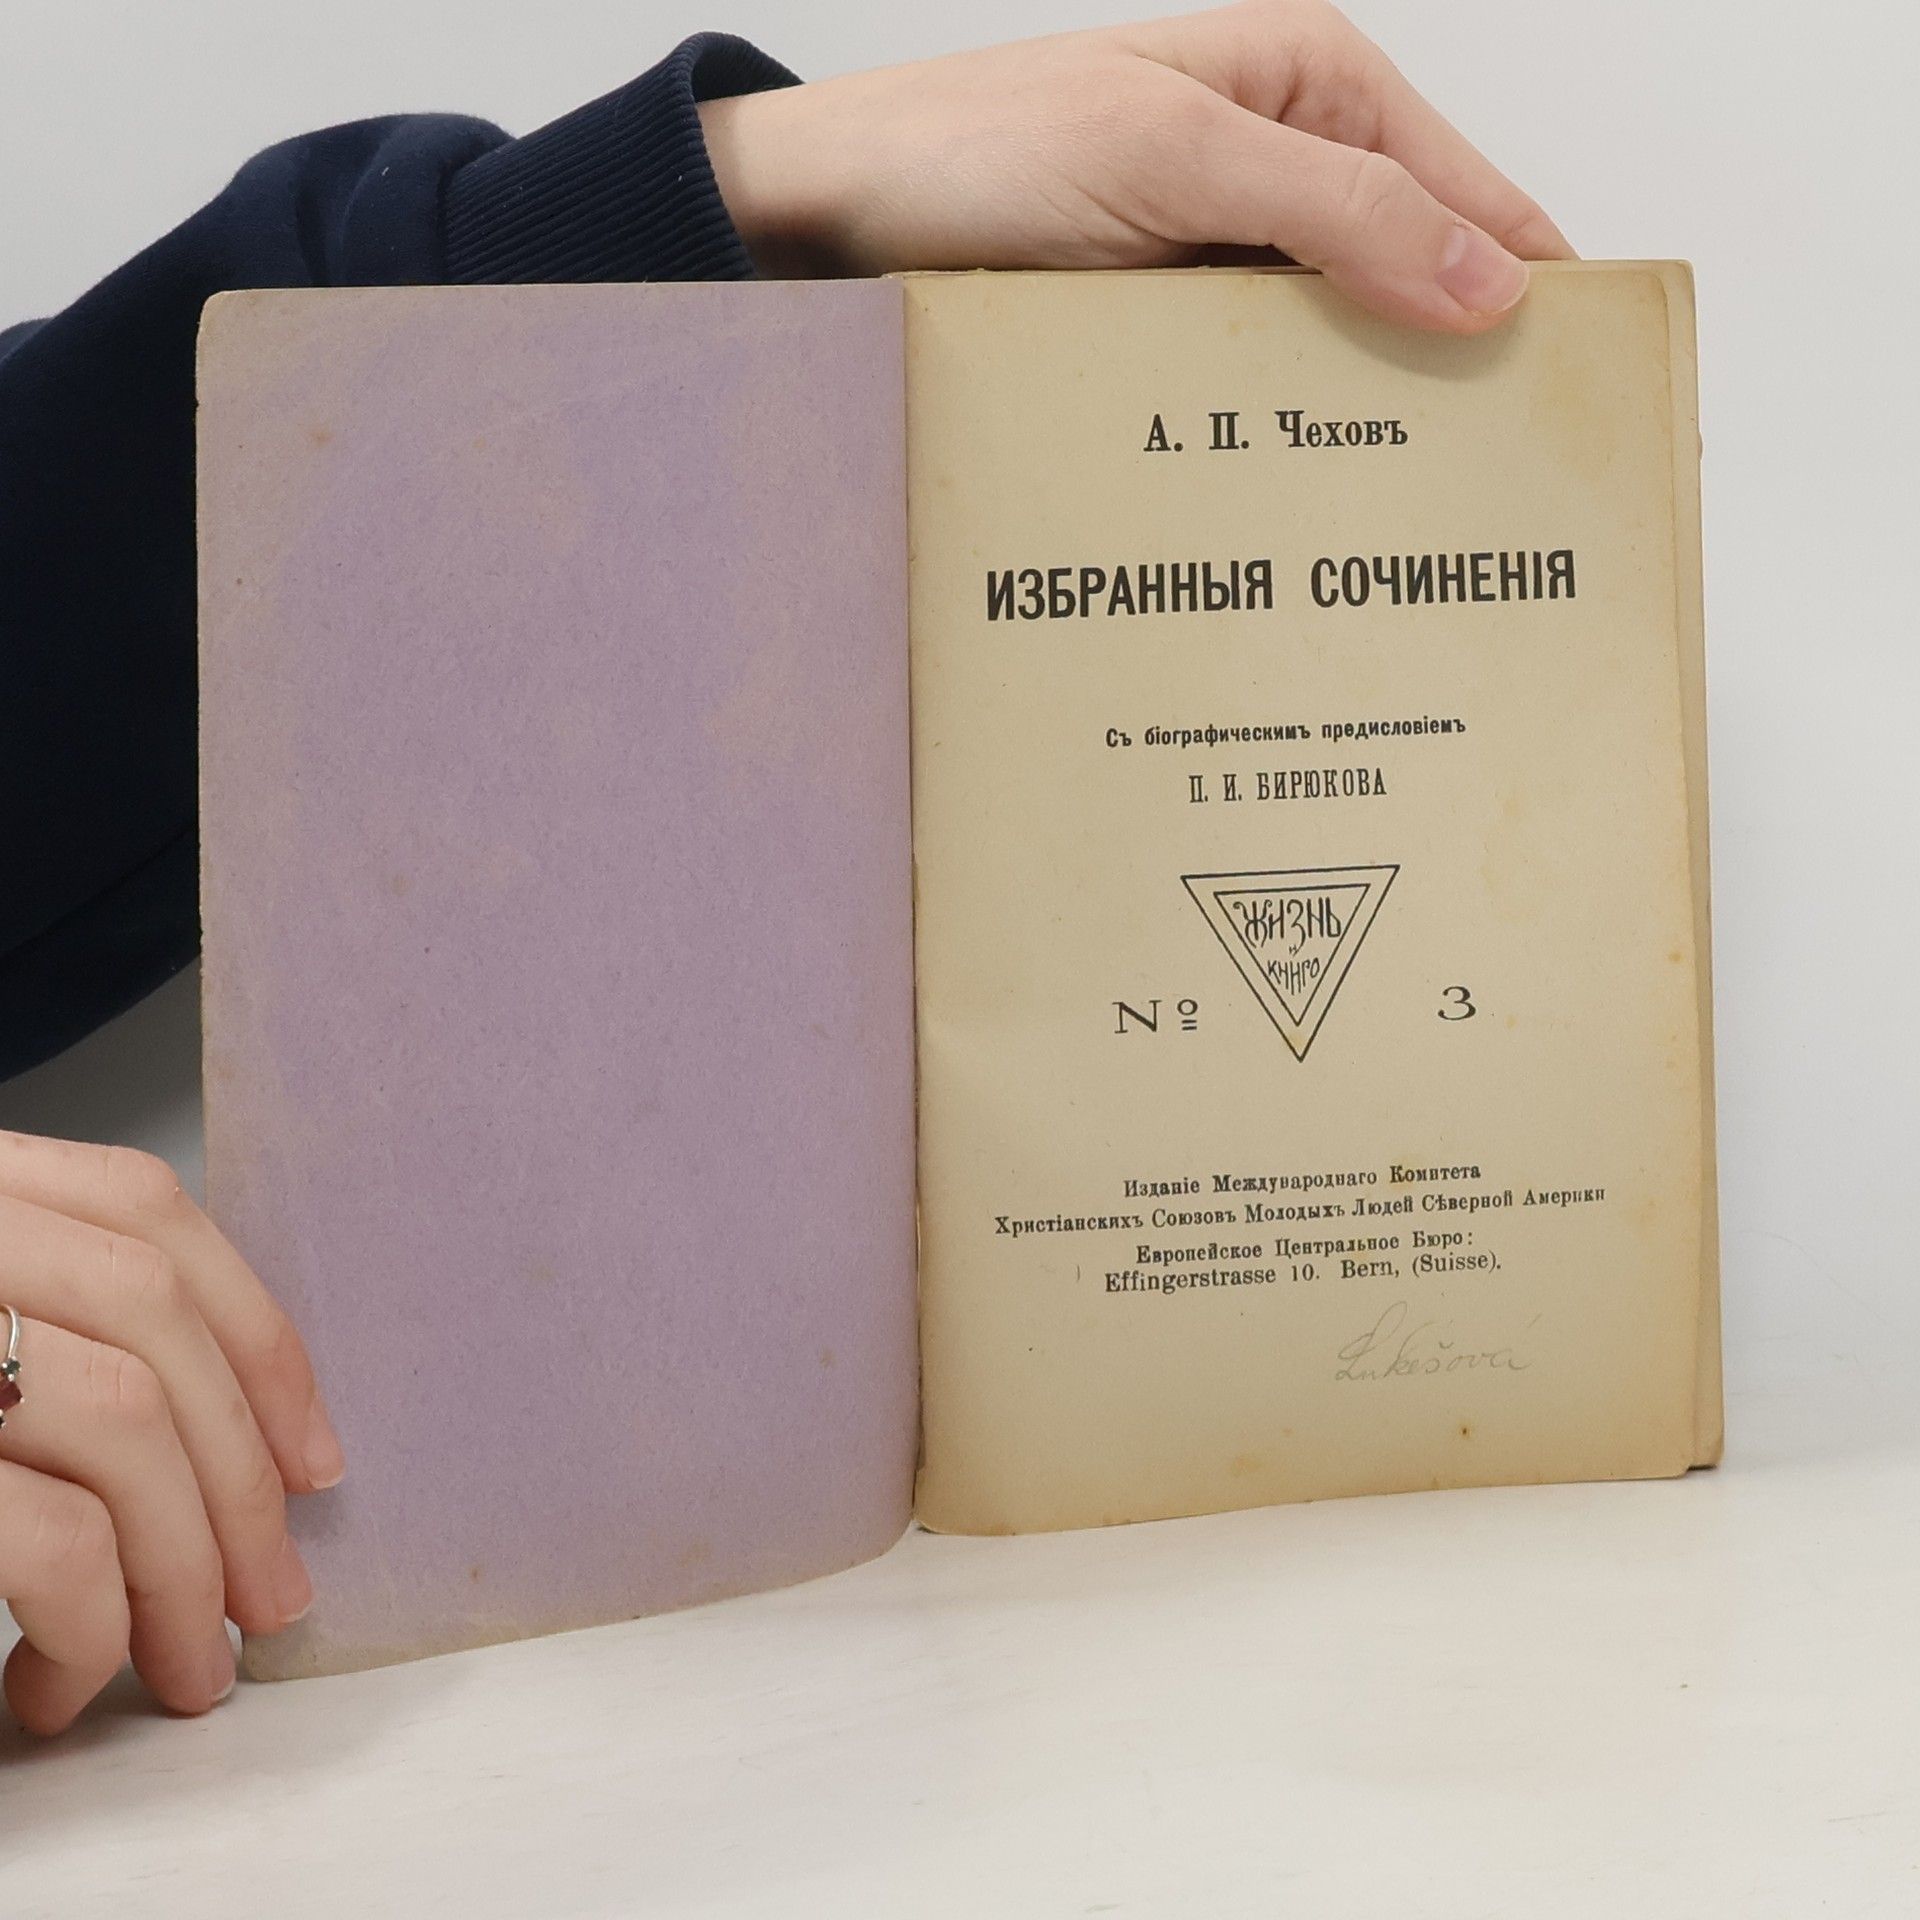 А. П. Чеховъ
ИЗБРАННЫЯ СОЧИНЕНІЯ
Съ біографическимъ предисловіемъ
П. И. БИРЮКОВА
ЖИЗНЬ
и
КНИГО
№ 3
Изданіе Международнаго Комитета
Христіанскихъ Союзовъ Молодыхъ Людей Сѣверной Америки
Европейское Центральное Бюро:
Effingerstrasse 10. Bern, (Suisse).
Lukešová